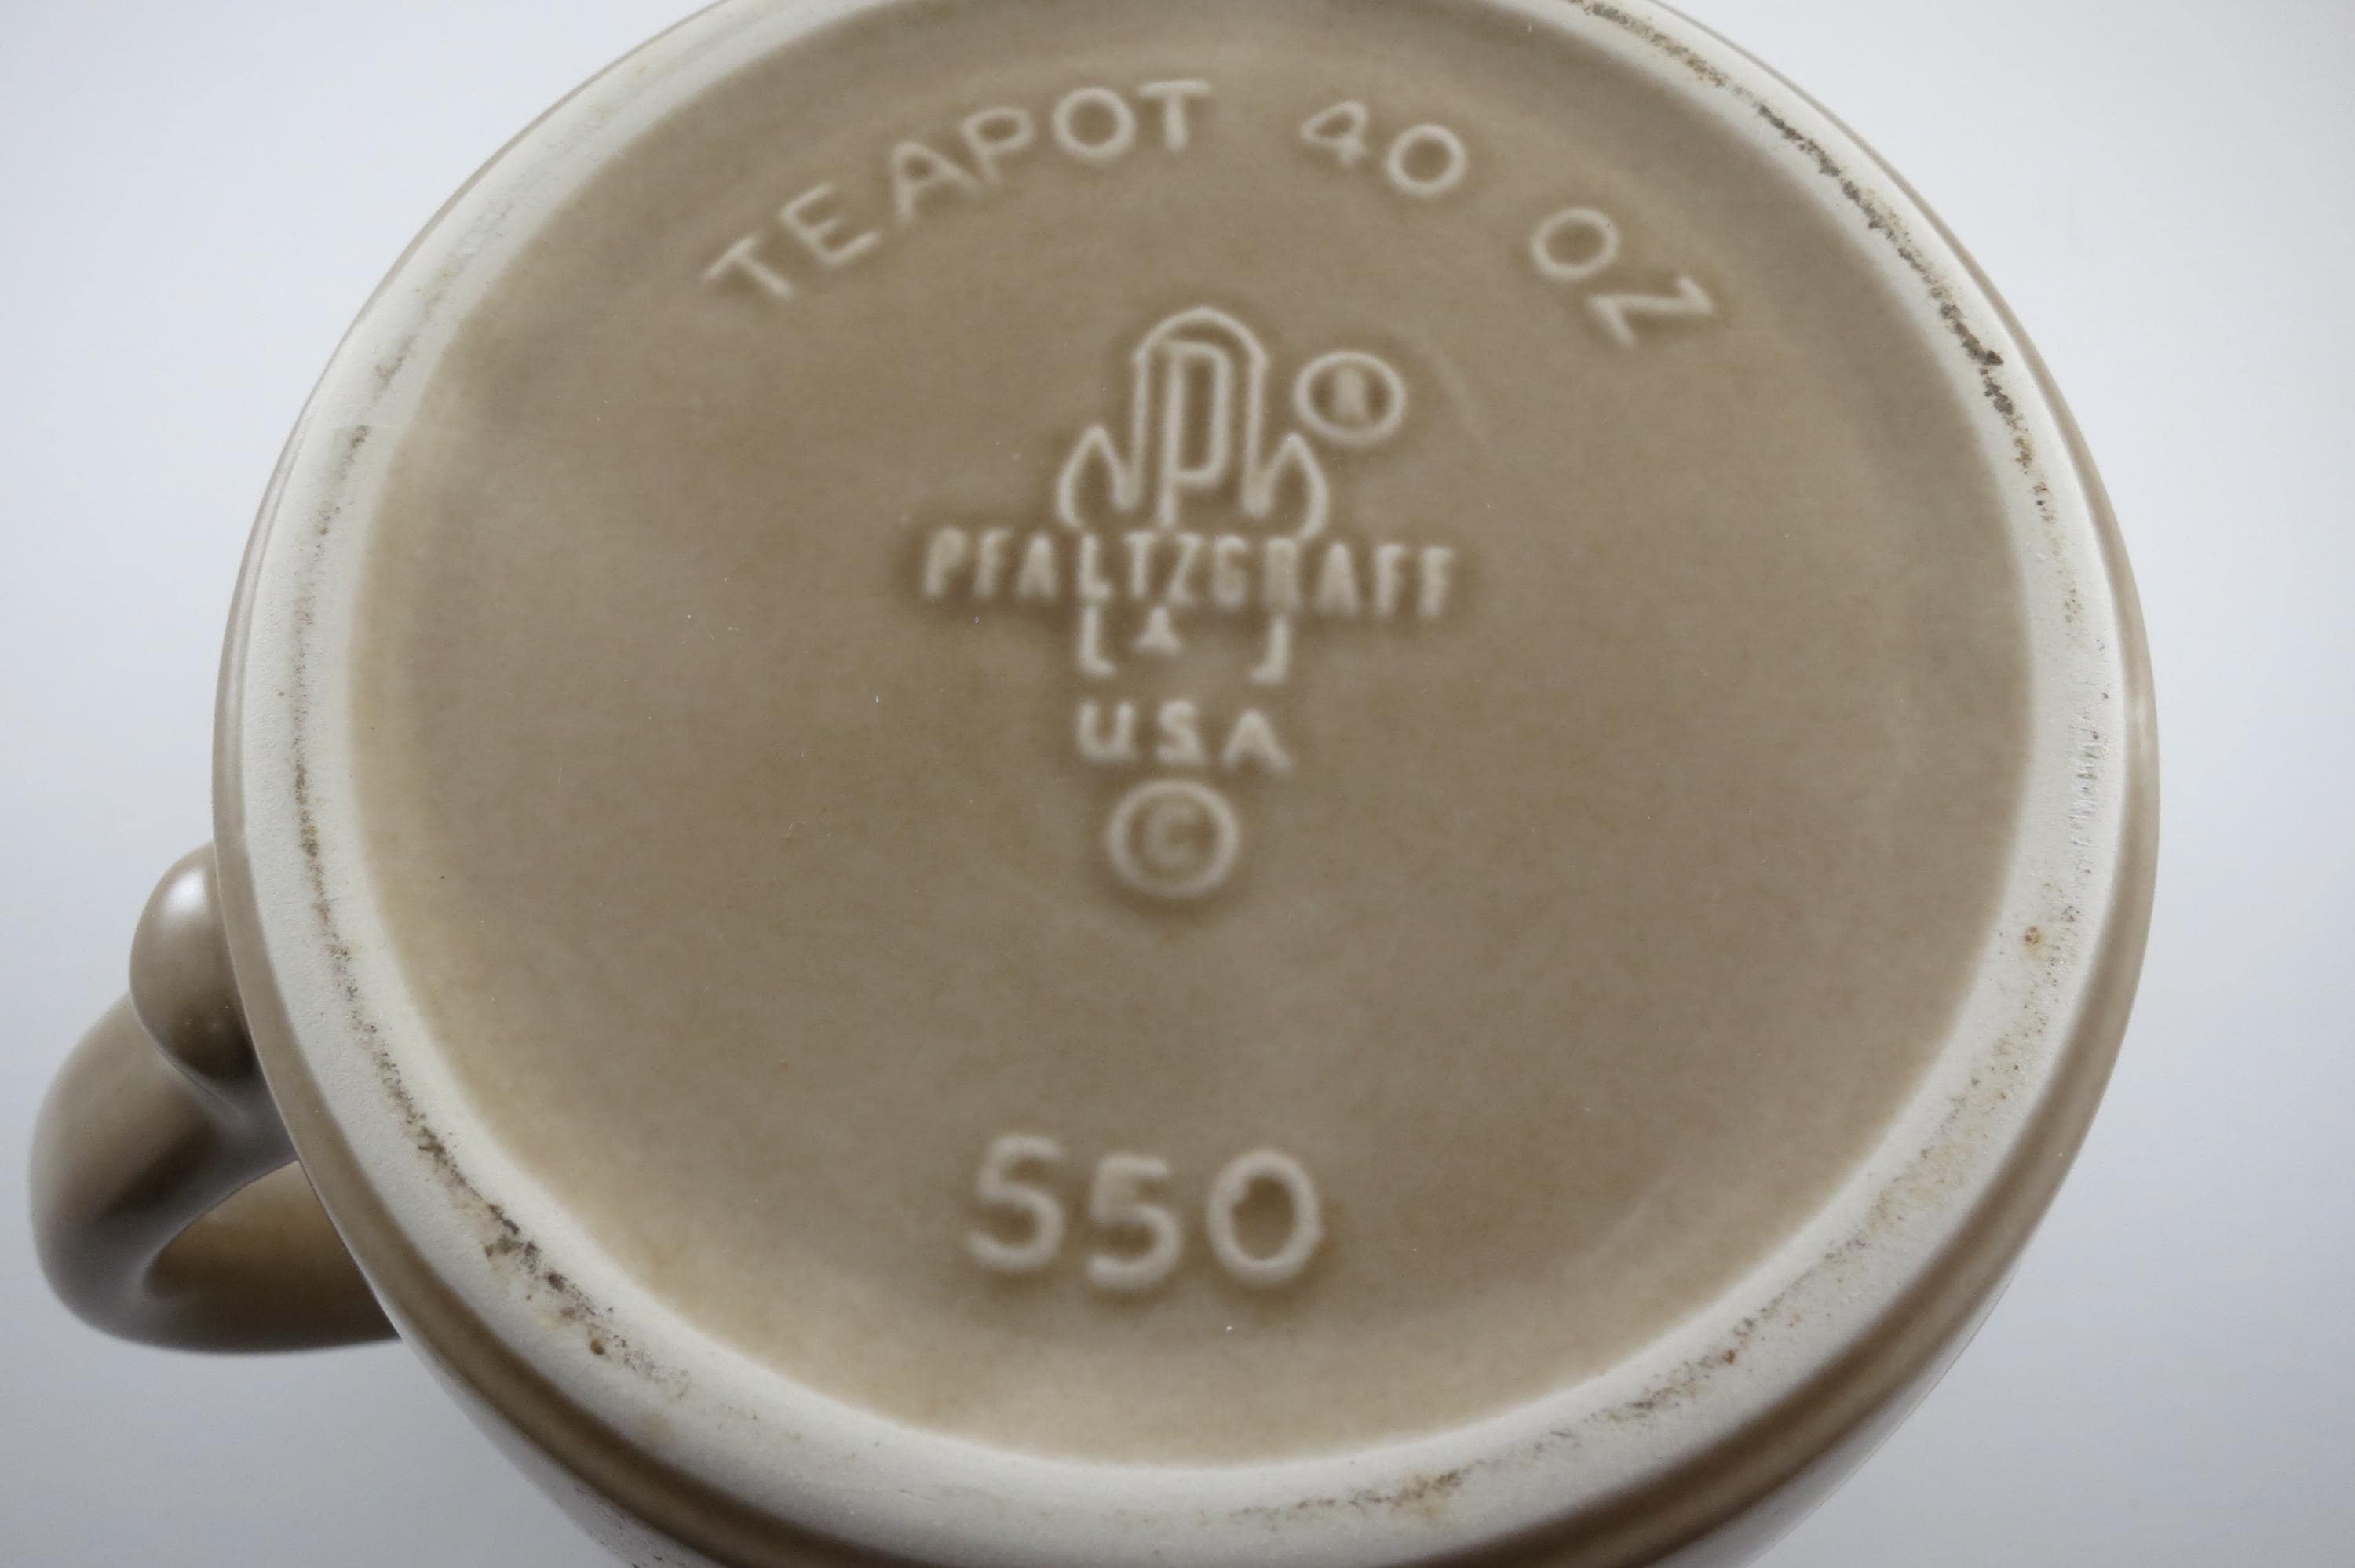 TEAPOT 40 OZ
P ®
PFALTZGRAFF
USA
©
550